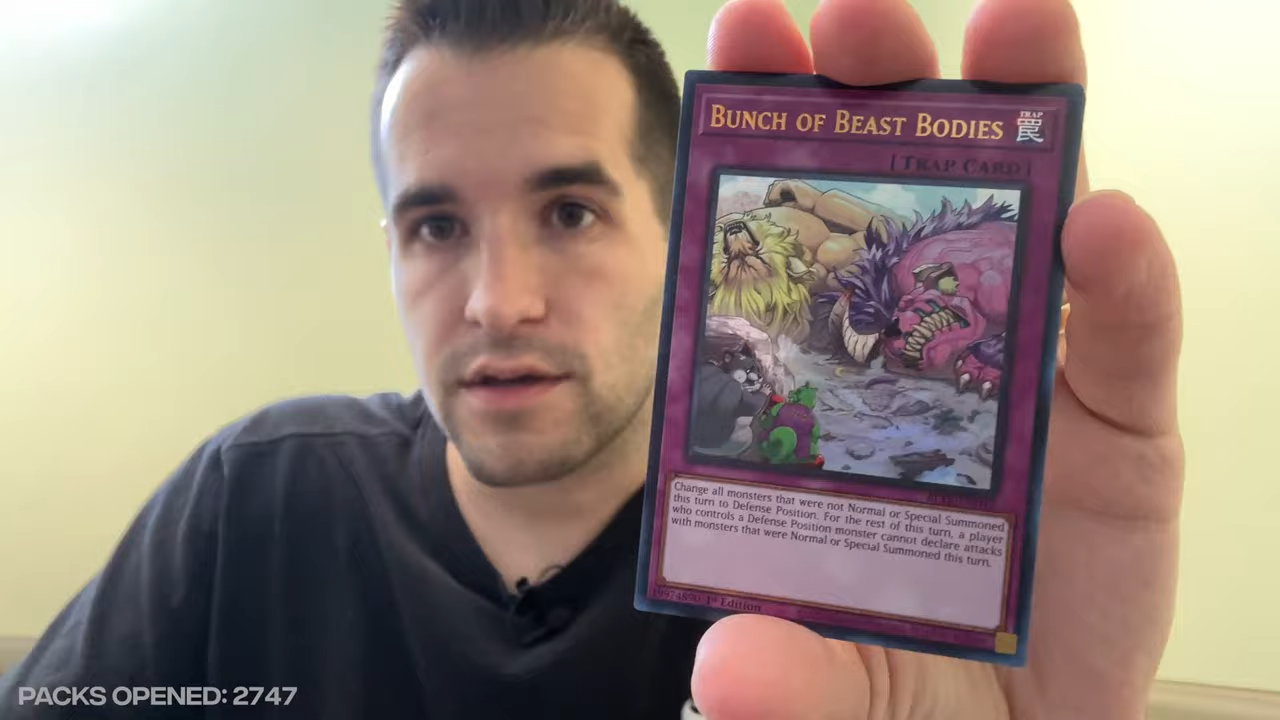 BUNCH OF BEAST BODIES
TRAP
罠
[TRAP CARD]
Change all monsters that were not Normal or Special Summoned
this turn to Defense Position. For the rest of this turn, a player
who controls a Defense Position monster cannot declare attacks
with monsters that were Normal or Special Summoned this turn.
1st Edition
PACKS OPENED: 2747